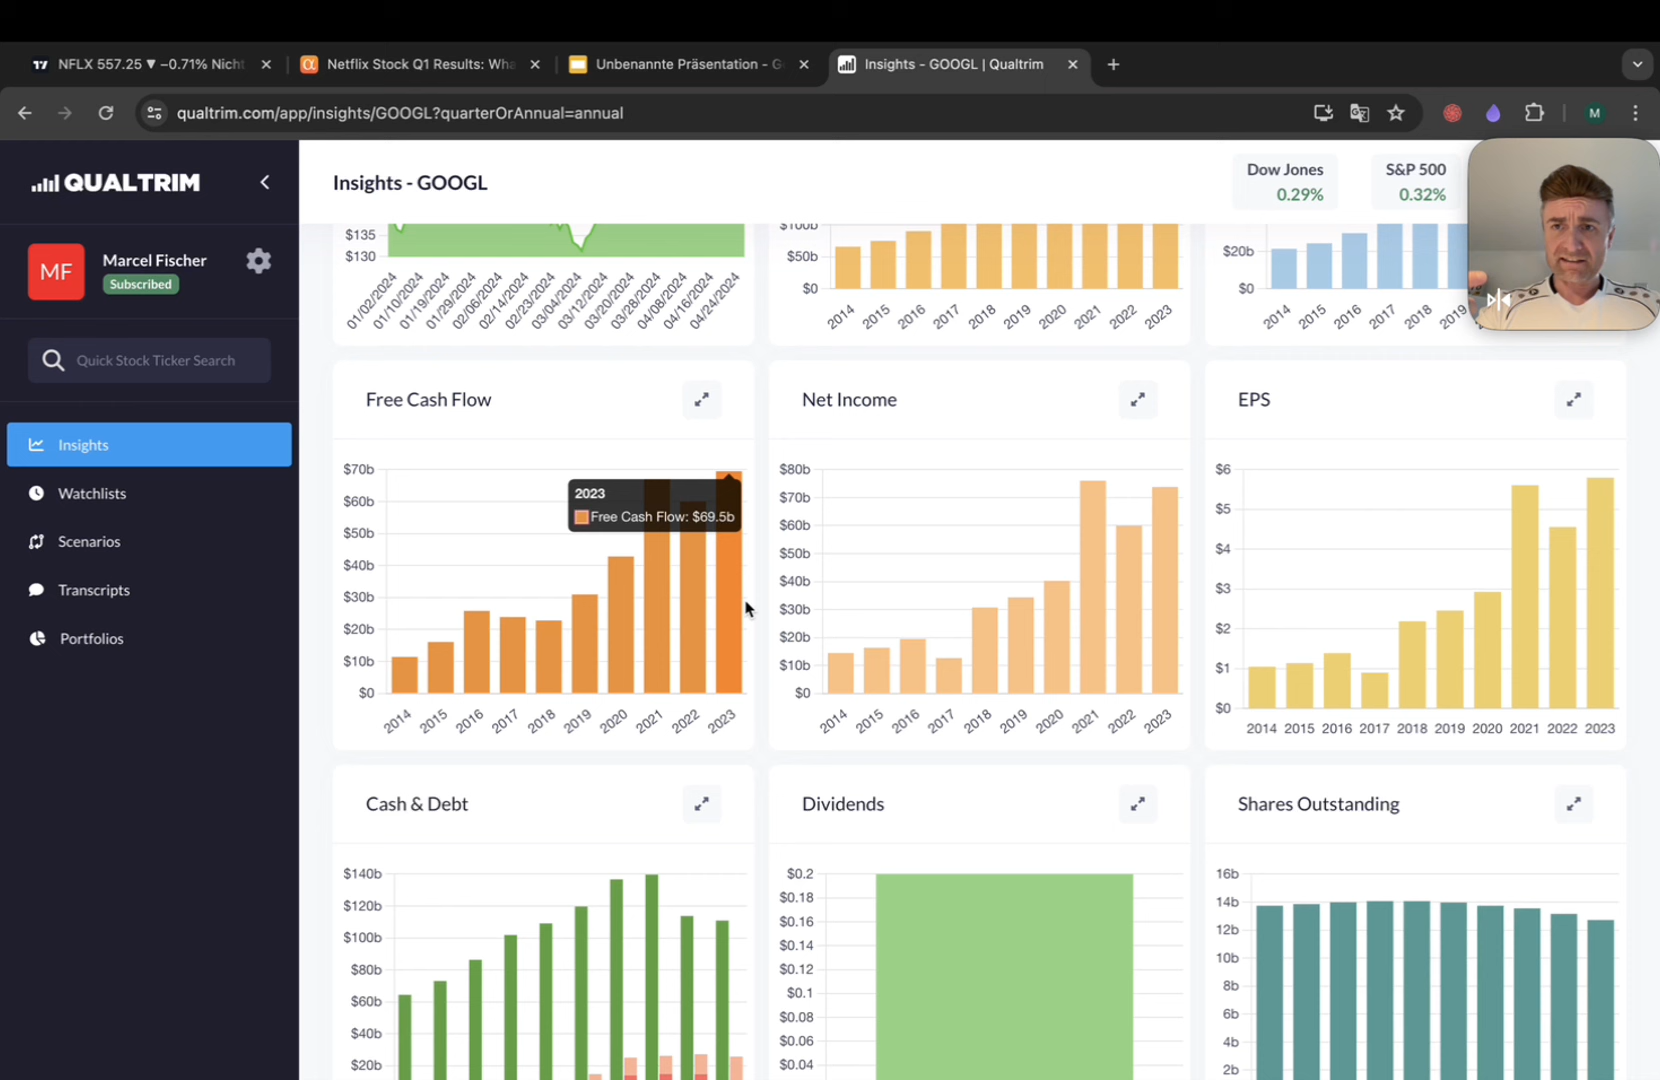 NFLX 557.25 ▼ −0.71% Nicht
Netflix Stock Q1 Results: Wha
Unbenannte Präsentation - G
Insights - GOOGL | Qualtrim
qualtrim.com/app/insights/GOOGL?quarterOrAnnual=annual
M
QUALTRIM
Insights - GOOGL
Dow Jones
0.29%
S&P 500
0.32%
MF
Marcel Fischer
Subscribed
Quick Stock Ticker Search
Insights
Watchlists
Scenarios
Transcripts
Portfolios
$135
$130
01/02/2024
01/10/2024
01/19/2024
01/29/2024
02/06/2024
02/14/2024
02/23/2024
03/04/2024
03/12/2024
03/20/2024
03/28/2024
04/08/2024
04/16/2024
04/24/2024
$100b
$50b
$0
2014 2015 2016 2017 2018 2019 2020 2021 2022 2023
$20b
$0
2014 2015 2016 2017 2018 2019
Free Cash Flow
$70b
$60b
$50b
$40b
$30b
$20b
$10b
$0
2023
Free Cash Flow: $69.5b
2014 2015 2016 2017 2018 2019 2020 2021 2022 2023
Net Income
$80b
$70b
$60b
$50b
$40b
$30b
$20b
$10b
$0
2014 2015 2016 2017 2018 2019 2020 2021 2022 2023
EPS
$6
$5
$4
$3
$2
$1
$0
2014 2015 2016 2017 2018 2019 2020 2021 2022 2023
Cash & Debt
$140b
$120b
$100b
$80b
$60b
$40b
$20b
Dividends
$0.2
$0.18
$0.16
$0.14
$0.12
$0.1
$0.08
$0.06
$0.04
Shares Outstanding
16b
14b
12b
10b
8b
6b
4b
2b